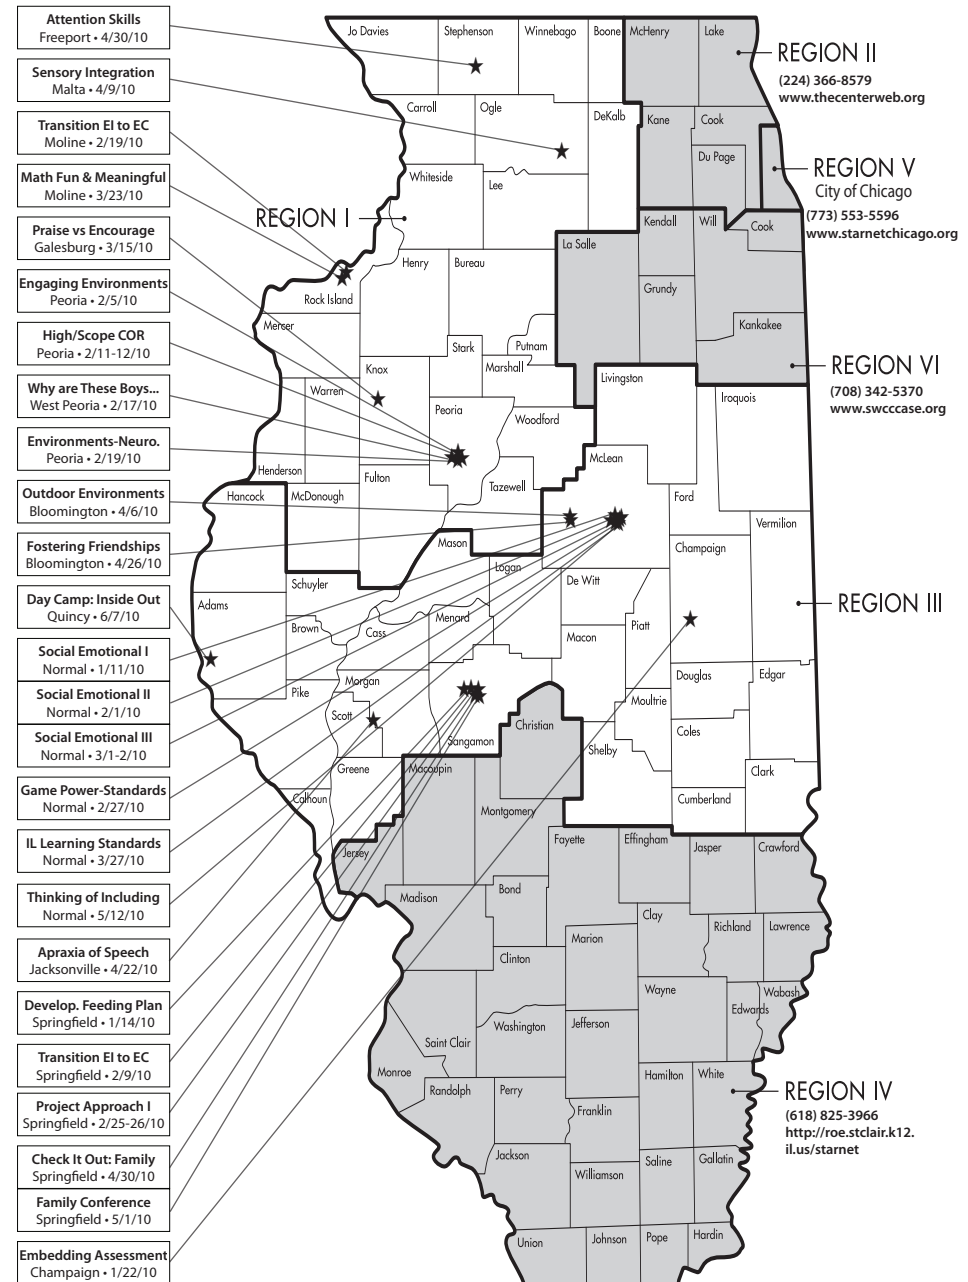 Attention Skills
Freeport • 4/30/10
Sensory Integration
Malta • 4/9/10
Transition EI to EC
Moline • 2/19/10
Math Fun & Meaningful
Moline • 3/23/10
Praise vs Encourage
Galesburg • 3/15/10
Engaging Environments
Peoria • 2/5/10
High/Scope COR
Peoria • 2/11-12/10
Why are These Boys...
West Peoria • 2/17/10
Environments-Neuro.
Peoria • 2/19/10
Outdoor Environments
Bloomington • 4/6/10
Fostering Friendships
Bloomington • 4/26/10
Day Camp: Inside Out
Quincy • 6/7/10
Social Emotional I
Normal • 1/11/10
Social Emotional II
Normal • 2/1/10
Social Emotional III
Normal • 3/1-2/10
Game Power-Standards
Normal • 2/27/10
IL Learning Standards
Normal • 3/27/10
Thinking of Including
Normal • 5/12/10
Apraxia of Speech
Jacksonville • 4/22/10
Develop. Feeding Plan
Springfield • 1/14/10
Transition EI to EC
Springfield • 2/9/10
Project Approach I
Springfield • 2/25-26/10
Check It Out: Family
Springfield • 4/30/10
Family Conference
Springfield • 5/1/10
Embedding Assessment
Champaign • 1/22/10
Jo Davies
Stephenson
Winnebago
Boone
McHenry
Lake
Carroll
Ogle
DeKalb
Kane
Cook
Du Page
Whiteside
Lee
REGION I
Kendall
Will
Cook
La Salle
Henry
Bureau
Rock Island
Grundy
Mercer
Kankakee
Stark
Putnam
Marshall
Knox
Livingston
Warren
Iroquois
Peoria
Woodford
McLean
Henderson
Fulton
Tazewell
Hancock
McDonough
Ford
Vermilion
Mason
Champaign
Logan
Schuyler
De Witt
Adams
Menard
Brown
Cass
Piatt
Macon
Morgan
Douglas
Edgar
Pike
Scott
Moultrie
Christian
Coles
Sangamon
Shelby
Greene
Macoupin
Clark
Calhoun
Cumberland
Montgomery
Jersey
Fayette
Effingham
Jasper
Crawford
Madison
Bond
Clay
Richland
Lawrence
Marion
Clinton
Wayne
Wabash
Edwards
Washington
Jefferson
Saint Clair
Monroe
Hamilton
White
Randolph
Perry
Franklin
Jackson
Saline
Gallatin
Williamson
Union
Johnson
Pope
Hardin
REGION II
(224) 366-8579
www.thecenterweb.org
REGION V
City of Chicago
(773) 553-5596
www.starnetchicago.org
REGION VI
(708) 342-5370
www.swcccase.org
REGION III
REGION IV
(618) 825-3966
http://roe.stclair.k12.
il.us/starnet